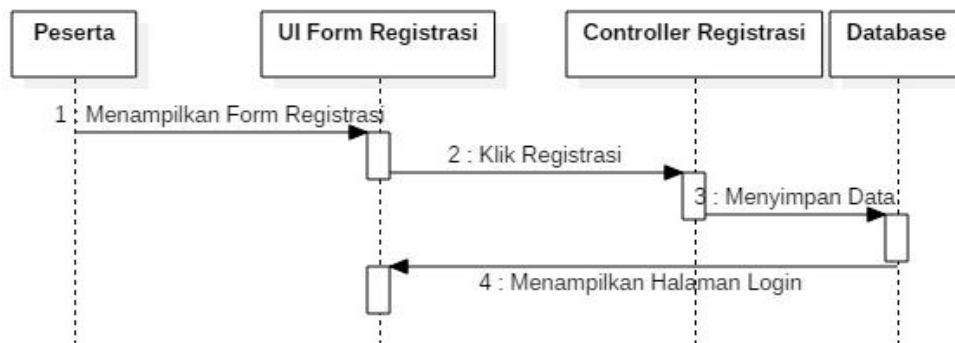 Peserta
UI Form Registrasi
Controller Registrasi
Database
1 : Menampilkan Form Registrasi
2 : Klik Registrasi
3 : Menyimpan Data
4 : Menampilkan Halaman Login